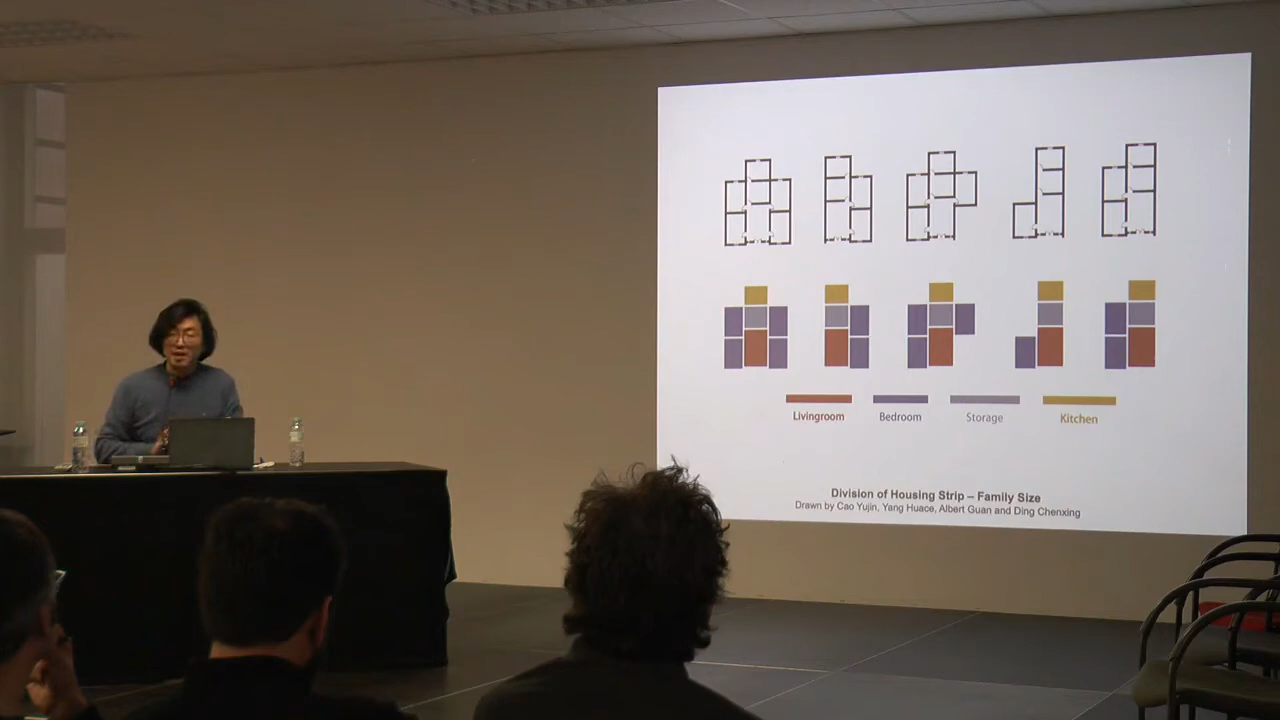 Livingroom Bedroom Storage Kitchen
Division of Housing Strip – Family Size
Drawn by Cao Yujin, Yang Huace, Albert Guan and Ding Chenxing